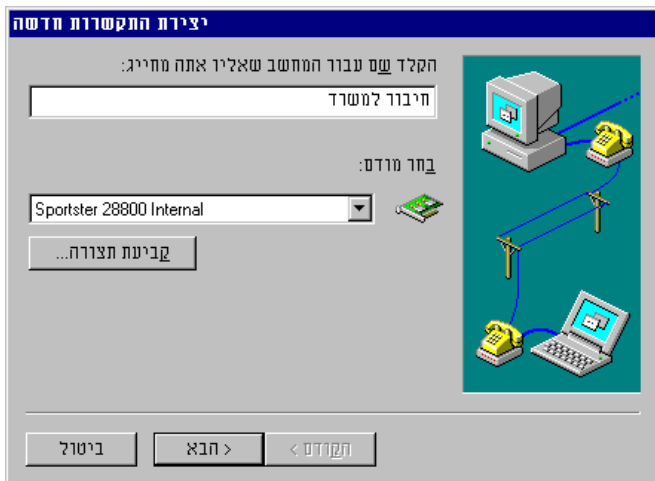 יצירת התקשרות חדשה
הקלד שם עבור המחשב שאליו אתה מחייג:
חיבור למשרד
בחר מודם:
Sportster 28800 Internal
קביעת תצורה...
הקודם >
< הבא
ביטול